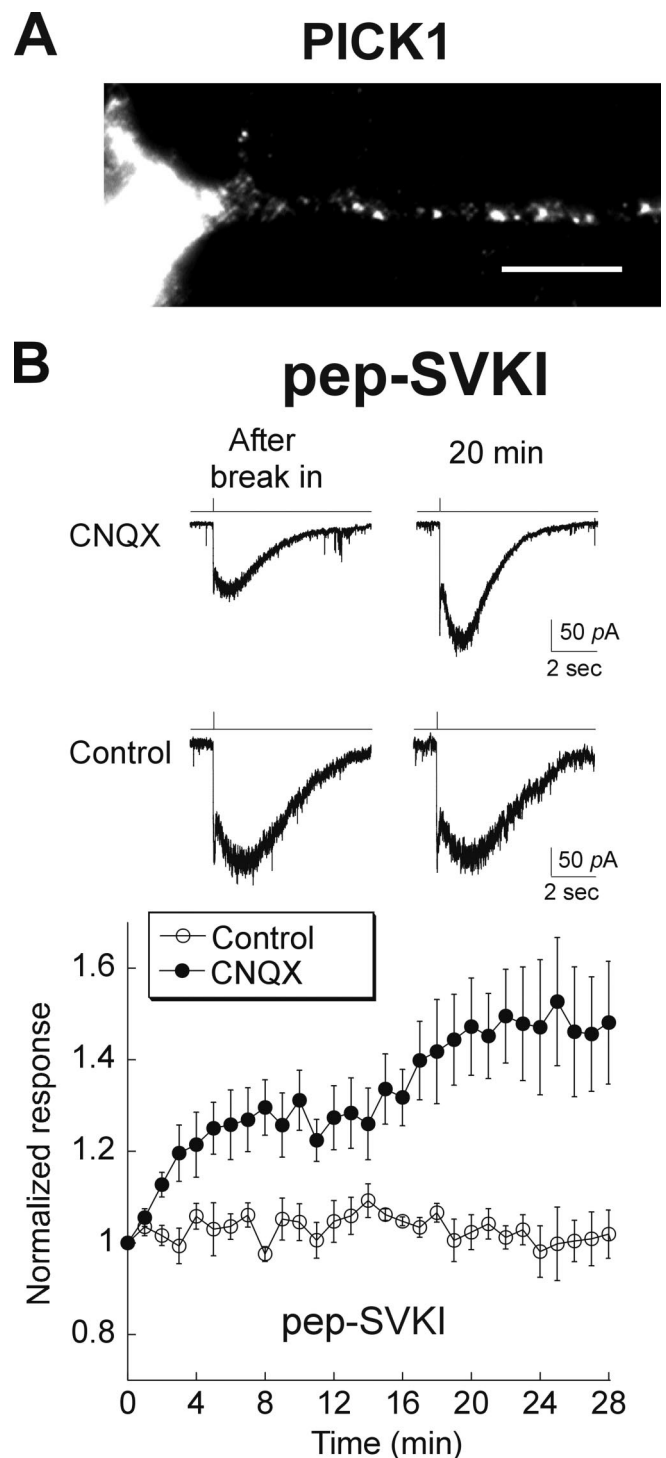 A
PICK1
B
pep-SVKI
After
break in
20 min
CNQX
50 pA
2 sec
Control
50 pA
2 sec
Control
CNQX
Normalized response
1.6
1.4
1.2
1
0.8
pep-SVKI
0 4 8 12 16 20 24 28
Time (min)